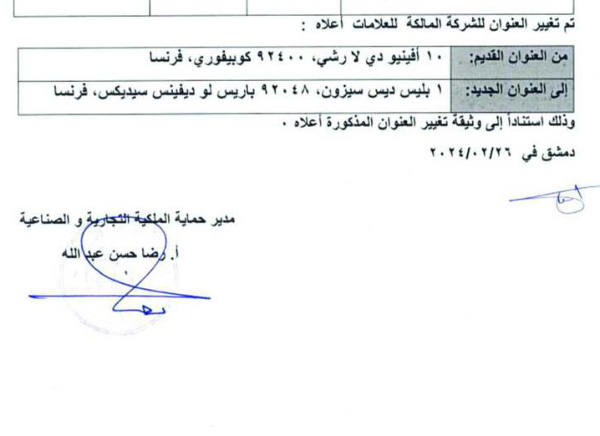 تم تغيير العنوان للشركة المالكة للعلامات أعلاه :
من العنوان القديم: ١٠ أفينيو دي لا رشي، ٩٢٤٠٠ كوبيفوري، فرنسا
إلى العنوان الجديد: ١ بليس ديس سيزون، ٩٢٠٤٨ باريس لو ديفينس سيديكس، فرنسا
وذلك استناداً إلى وثيقة تغيير العنوان المذكورة أعلاه ٠
دمشق في ٢٠٢٤/٠٢/٢٦
مدير حماية الملكية التجارية و الصناعية
أ. رضا حسن عبد الله